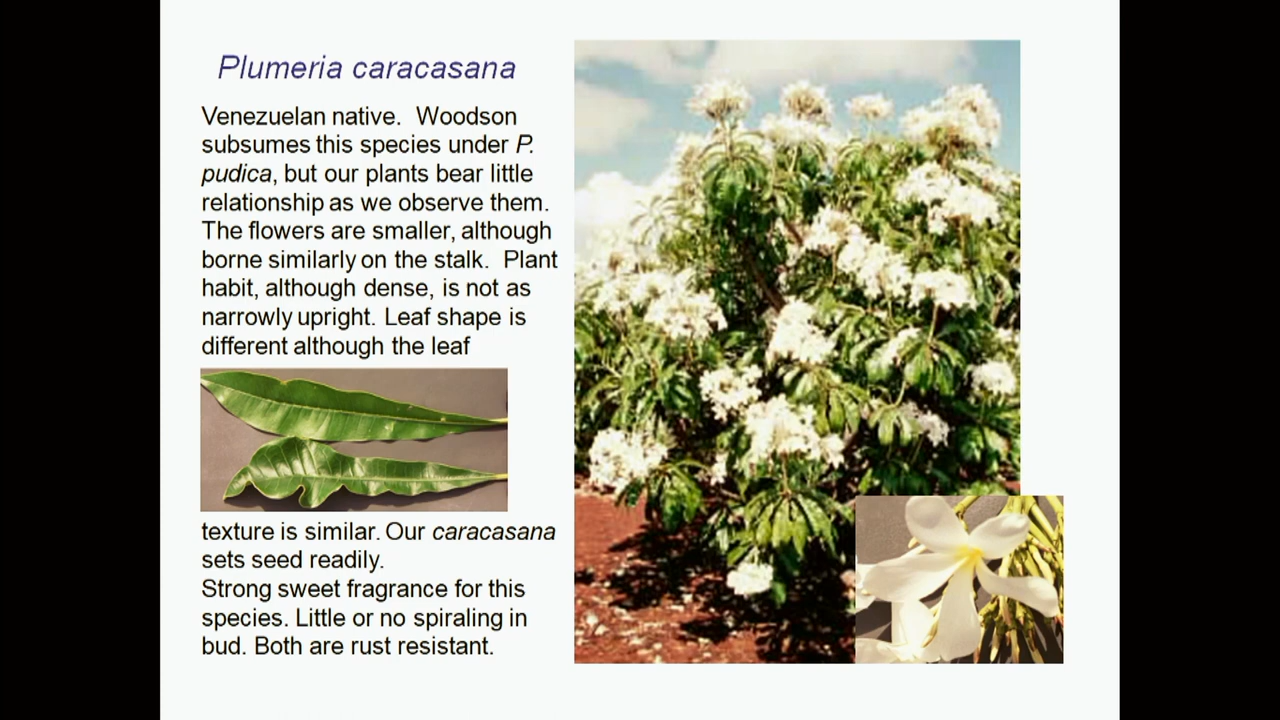 Plumeria caracasana
Venezuelan native. Woodson
subsumes this species under P.
pudica, but our plants bear little
relationship as we observe them.
The flowers are smaller, although
borne similarly on the stalk. Plant
habit, although dense, is not as
narrowly upright. Leaf shape is
different although the leaf
texture is similar. Our caracasana
sets seed readily.
Strong sweet fragrance for this
species. Little or no spiraling in
bud. Both are rust resistant.